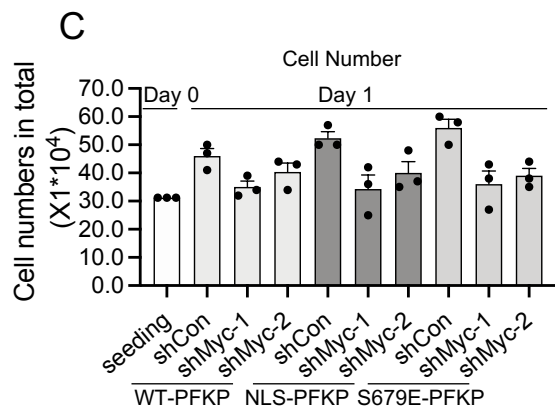 C
Cell Number
Day 0 Day 1
Cell numbers in total
(X1*10^4)
70.0
60.0
50.0
40.0
30.0
20.0
10.0
0.0
seeding shCon shMyc-1 shMyc-2 shCon shMyc-1 shMyc-2 shCon shMyc-1 shMyc-2
WT-PFKP NLS-PFKP S679E-PFKP